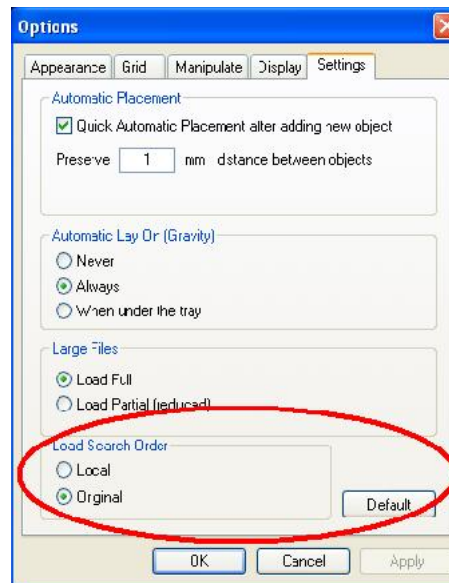 Options
Appearance Grid Manipulate Display Settings
Automatic Placement
Quick Automatic Placement after adding new object
Preserve 1 mm distance between objects
Automatic Lay On (Gravity)
Never
Always
When under the tray
Large Files
Load Full
Load Partial (reduced)
Load Search Order
Local
Orginal
Default
OK Cancel Apply